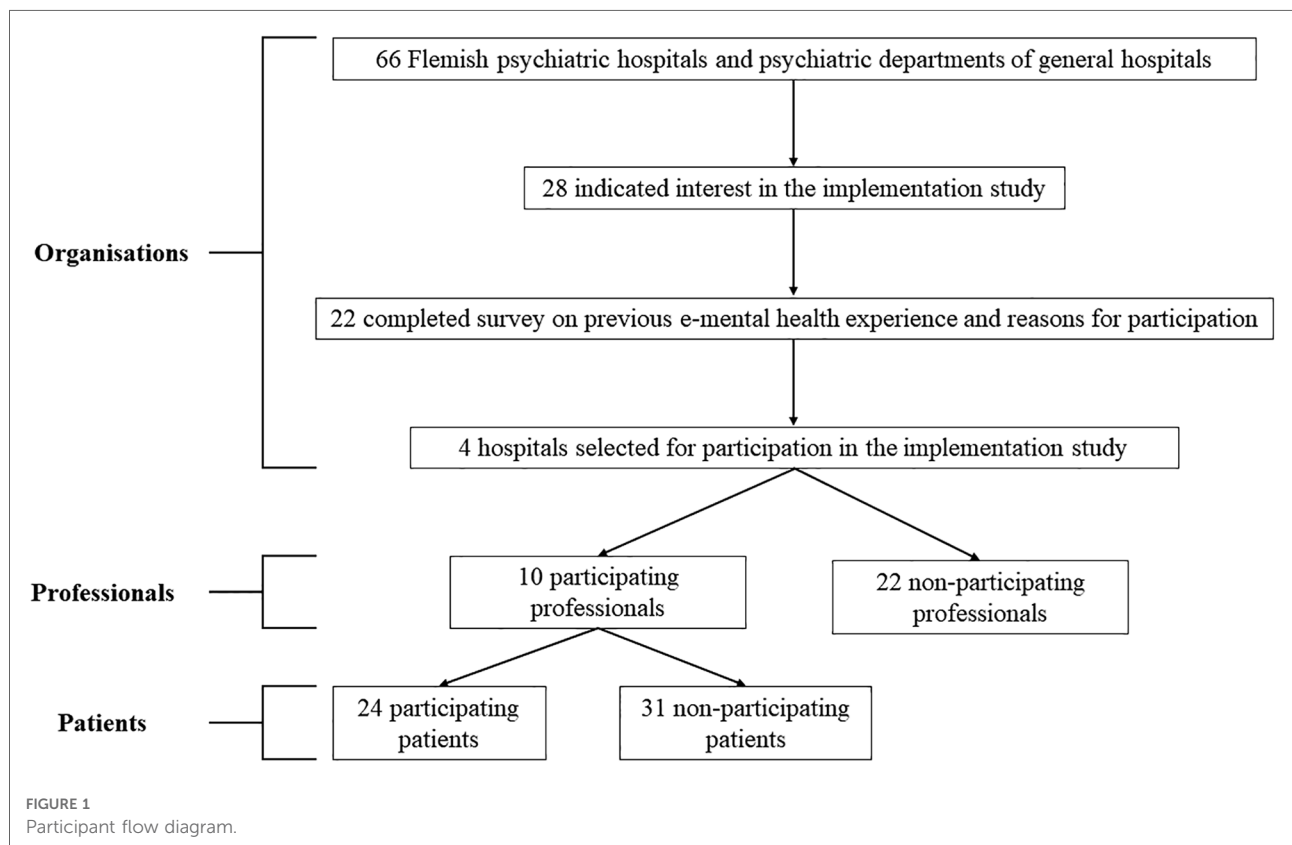 66 Flemish psychiatric hospitals and psychiatric departments of general hospitals
28 indicated interest in the implementation study
Organisations
22 completed survey on previous e-mental health experience and reasons for participation
4 hospitals selected for participation in the implementation study
Professionals
10 participating
professionals
22 non-participating
professionals
Patients
24 participating
patients
31 non-participating
patients
FIGURE 1
Participant flow diagram.